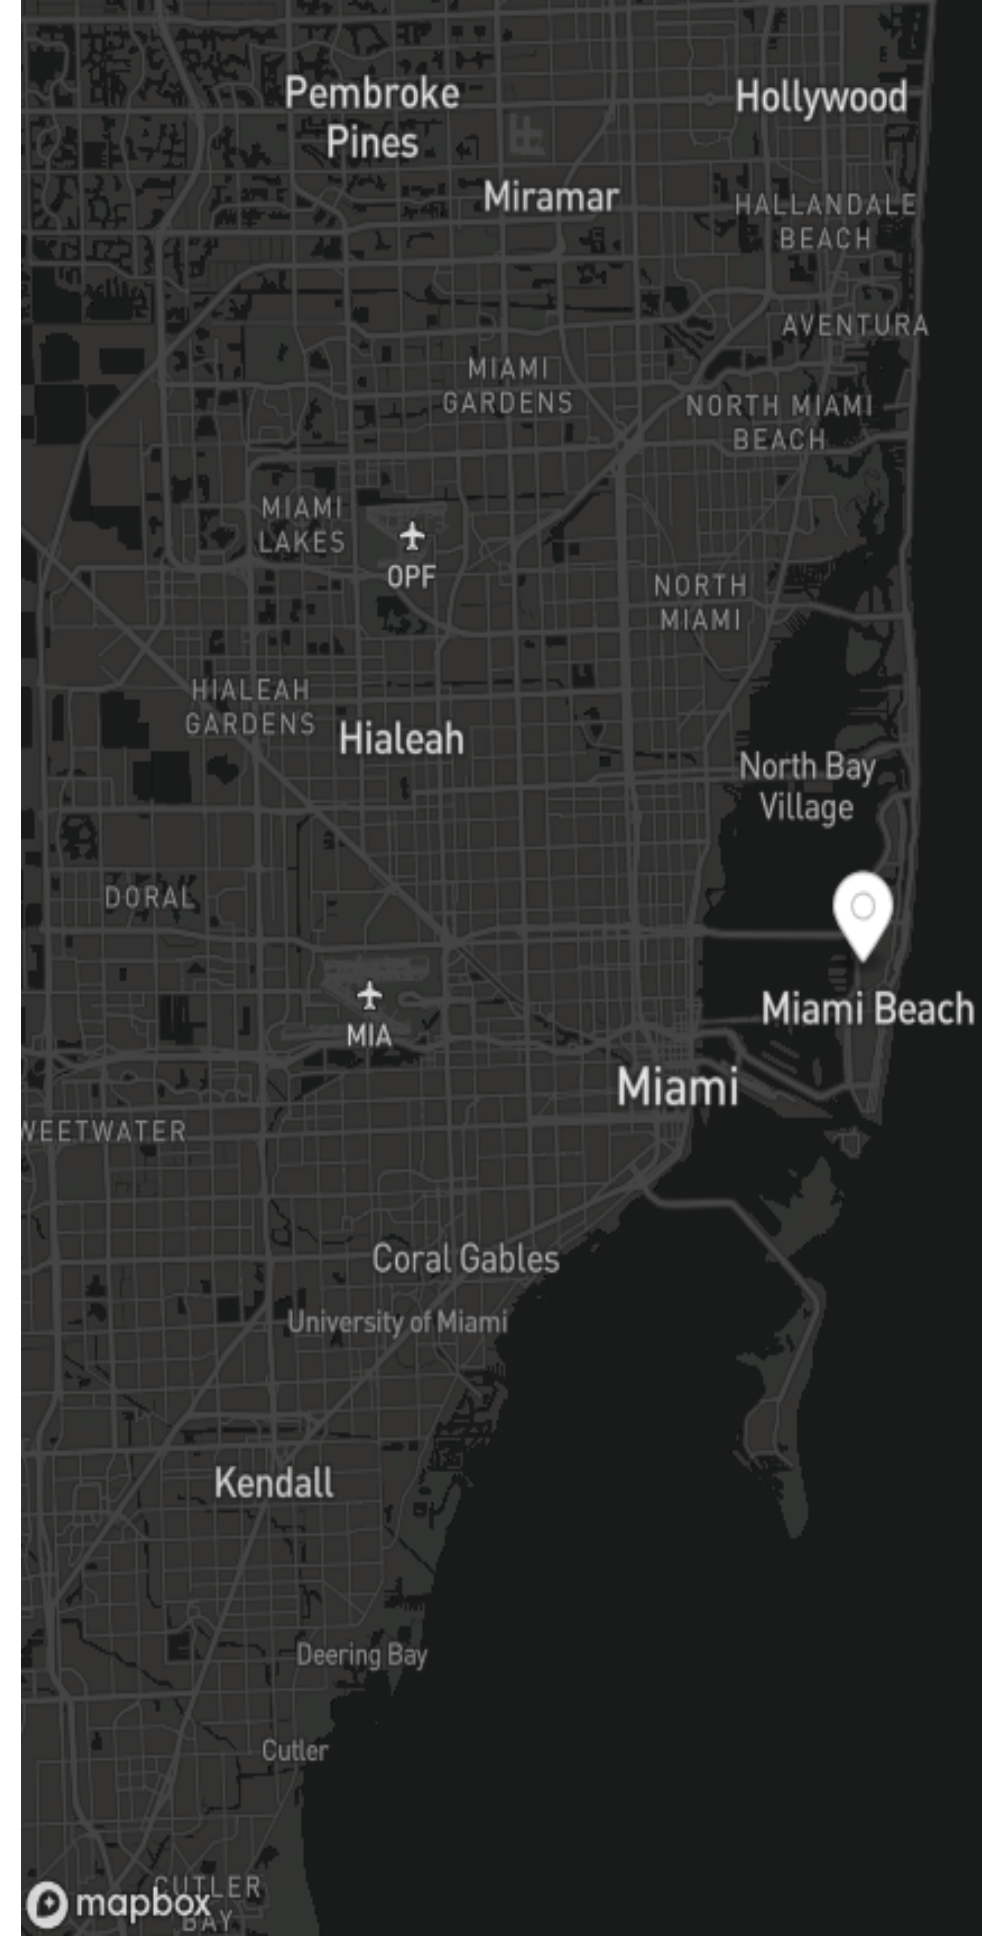 Pembroke
Pines
Hollywood
Miramar
HALLANDALE
BEACH
AVENTURA
MIAMI
GARDENS
NORTH MIAMI
BEACH
MIAMI
LAKES
OPF
NORTH
MIAMI
HIALEAH
GARDENS
Hialeah
North Bay
Village
DORAL
MIA
Miami Beach
Miami
WEETWATER
Coral Gables
University of Miami
Kendall
Deering Bay
Cutler
CUTLER
BAY
mapbox